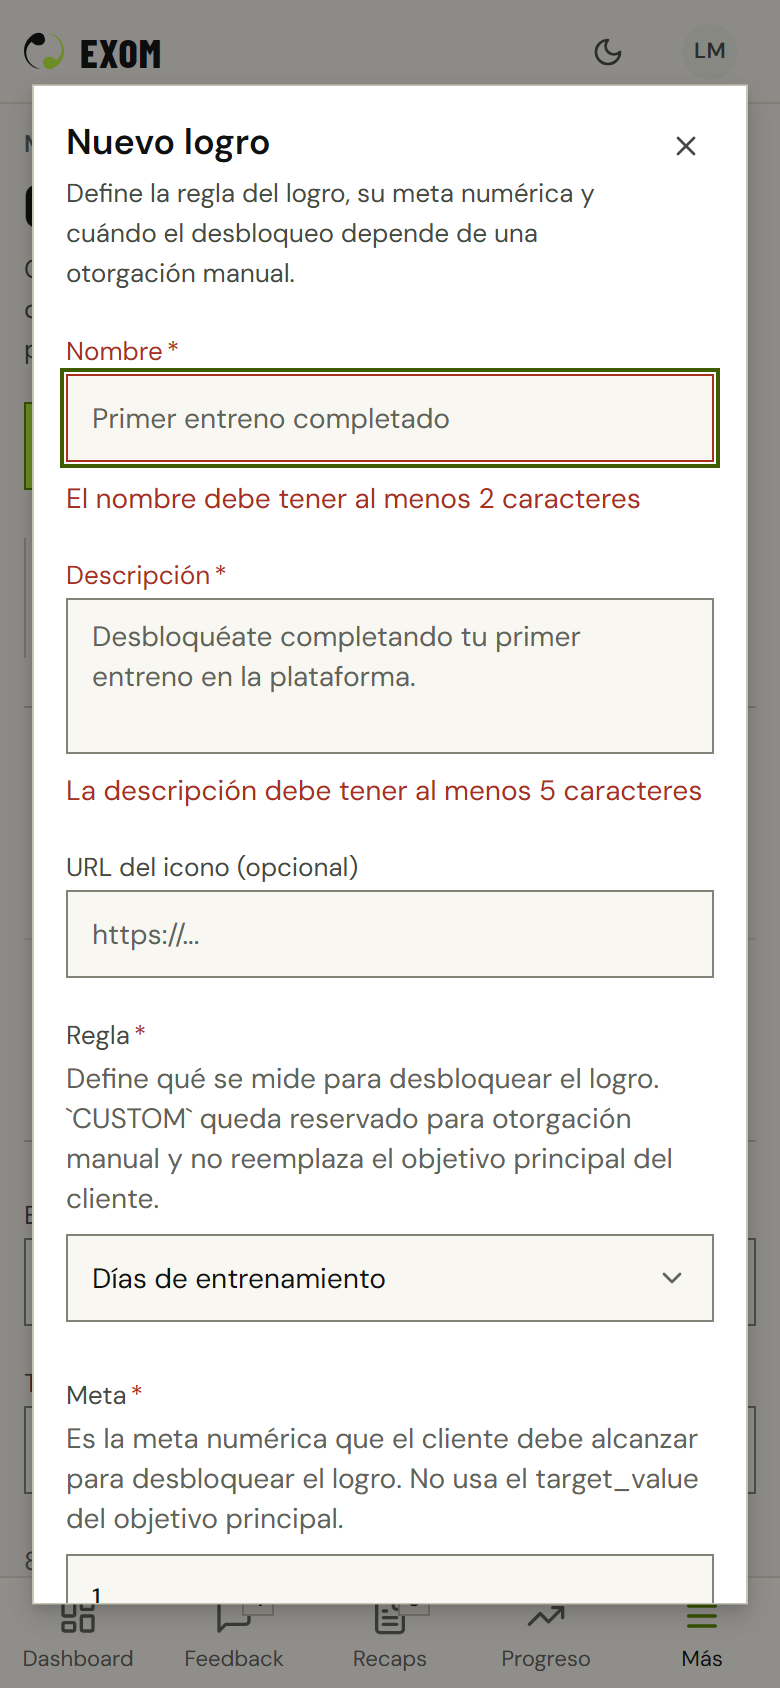 EXOM
LM
Nuevo logro
Define la regla del logro, su meta numérica y
cuándo el desbloqueo depende de una
otorgación manual.
Nombre *
Primer entreno completado
El nombre debe tener al menos 2 caracteres
Descripción *
Desbloquéate completando tu primer
entreno en la plataforma.
La descripción debe tener al menos 5 caracteres
URL del icono (opcional)
https://...
Regla *
Define qué se mide para desbloquear el logro.
`CUSTOM` queda reservado para otorgación
manual y no reemplaza el objetivo principal del
cliente.
Días de entrenamiento
Meta *
Es la meta numérica que el cliente debe alcanzar
para desbloquear el logro. No usa el target_value
del objetivo principal.
1
Dashboard
Feedback
Recaps
Progreso
Más